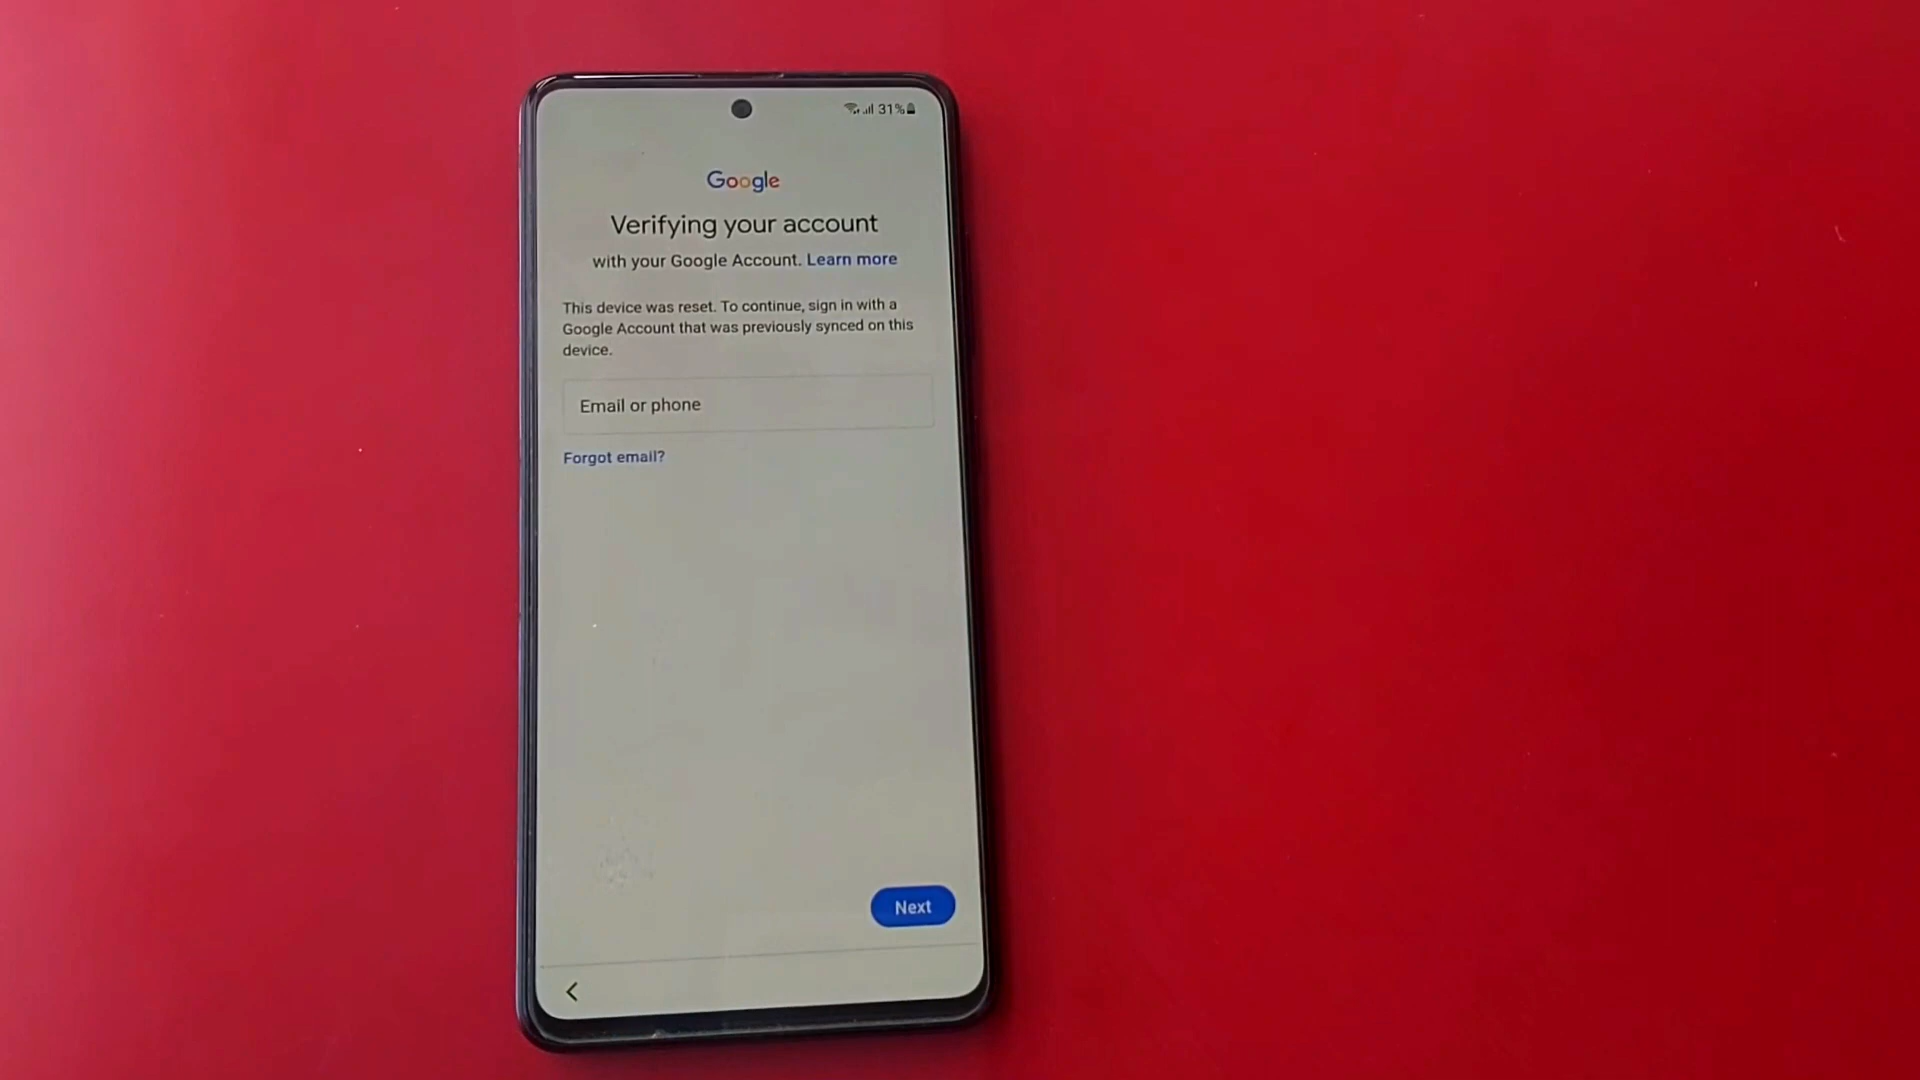 31%
Google
Verifying your account
with your Google Account. Learn more
This device was reset. To continue, sign in with a
Google Account that was previously synced on this
device.
Email or phone
Forgot email?
Next